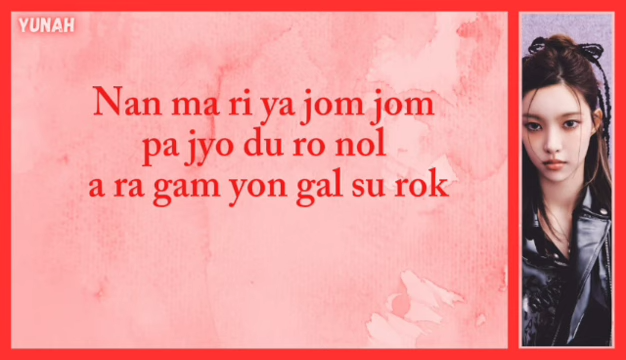 YUNAH
Nan ma ri ya jom jom
pa jyo du ro nol
a ra gam yon gal su rok